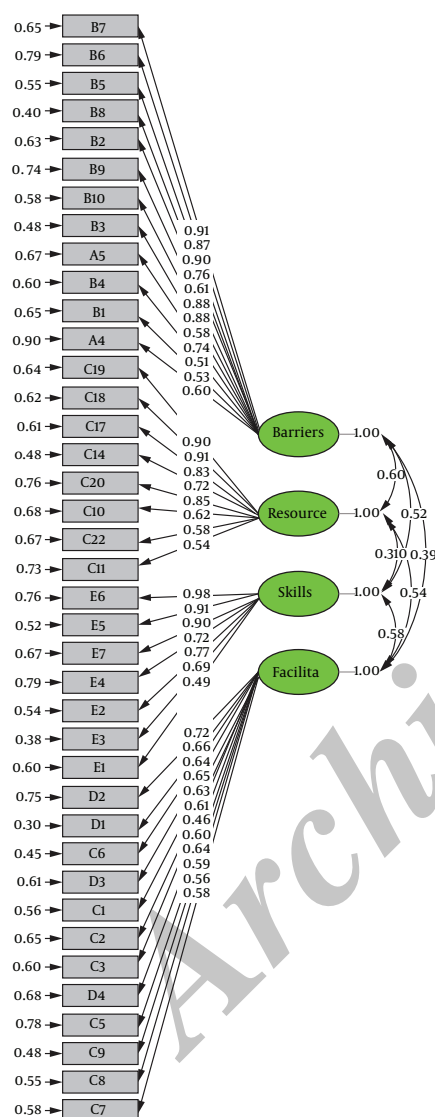 0.65 B7
0.79 B6
0.55 B5
0.40 B8
0.63 B2
0.74 B9
0.58 B10
0.48 B3
0.67 A5
0.60 B4
0.65 B1
0.90 A4
0.64 C19
0.62 C18
0.61 C17
0.48 C14
0.76 C20
0.68 C10
0.67 C22
0.73 C11
0.76 E6
0.52 E5
0.67 E7
0.79 E4
0.54 E2
0.38 E3
0.60 E1
0.75 D2
0.30 D1
0.45 C6
0.61 D3
0.56 C1
0.65 C2
0.60 C3
0.68 D4
0.78 C5
0.48 C9
0.55 C8
0.58 C7
0.91
0.87
0.90
0.76
0.61
0.88
0.88
0.58
0.74
0.51
0.53
0.60
0.90
0.91
0.83
0.72
0.85
0.62
0.58
0.54
0.98
0.91
0.90
0.72
0.77
0.69
0.49
0.72
0.66
0.64
0.65
0.63
0.61
0.46
0.60
0.64
0.59
0.56
0.58
Barriers 1.00
Resource 1.00
Skills 1.00
Facilita 1.00
0.60
0.52
0.310
0.39
0.54
0.58
Archi